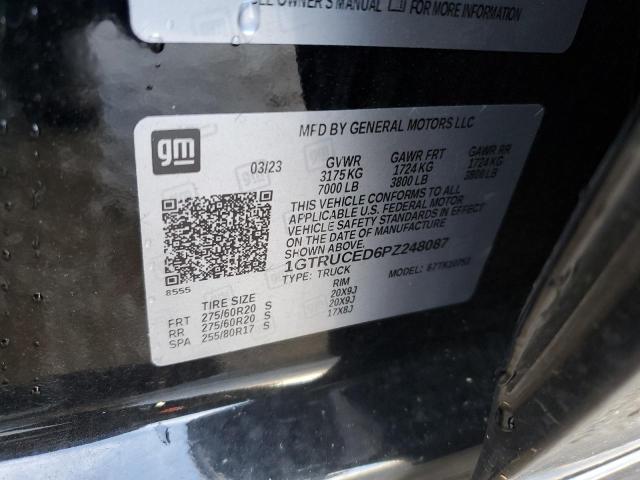 OWNER'S MANUAL FOR MORE INFORMATION
gm
MFD BY GENERAL MOTORS LLC
03/23 GVWR GAWR FRT GAWR RR
3175 KG 1724 KG 1724 KG
7000 LB 3800 LB 3800 LB
THIS VEHICLE CONFORMS TO ALL
APPLICABLE U.S. FEDERAL MOTOR
VEHICLE SAFETY STANDARDS IN EFFECT
ON THE DATE OF MANUFACTURE
SHOWN ABOVE.
1GTRUCED6PZ248087
TYPE: TRUCK MODEL:
8555
TIRE SIZE RIM
FRT 275/60R20 S 20X9J
RR 275/60R20 S 20X9J
SPA 255/80R17 S 17X8J